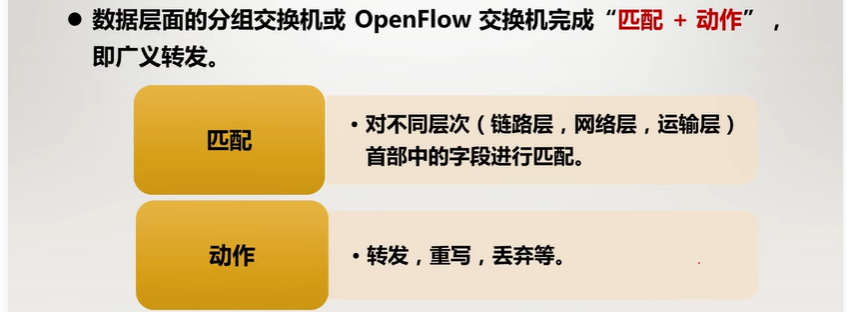 ● 数据层面的分组交换机或 OpenFlow 交换机完成“匹配 + 动作”，
即广义转发。
匹配
• 对不同层次（链路层，网络层，运输层）
首部中的字段进行匹配。
动作
• 转发，重写，丢弃等。